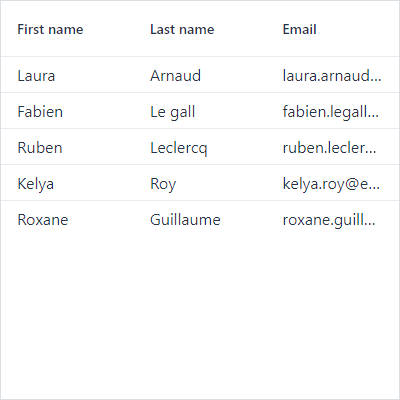 First name Last name Email
Laura Arnaud laura.arnaud...
Fabien Le gall fabien.legall...
Ruben Leclercq ruben.lecler...
Kelya Roy kelya.roy@e...
Roxane Guillaume roxane.guill...